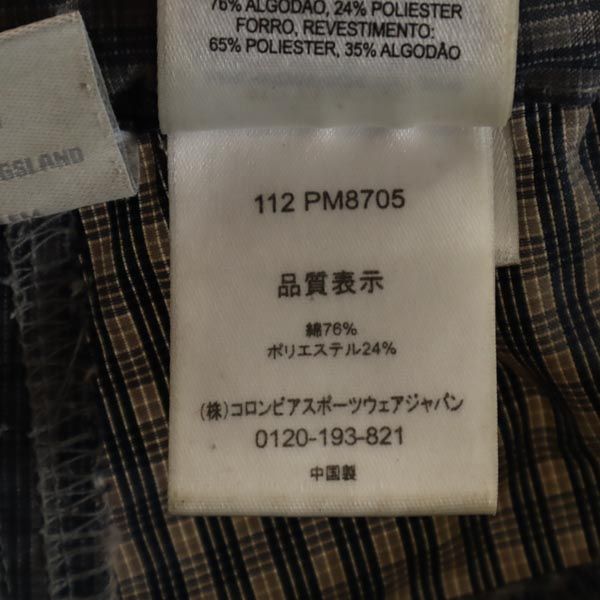 76% ALGODÃO, 24% POLIESTER
FORRO, REVESTIMENTO:
65% POLIESTER, 35% ALGODÃO
GSLAND
112 PM8705
品質表示
綿76%
ポリエステル24%
(株)コロンビアスポーツウェアジャパン
0120-193-821
中国製